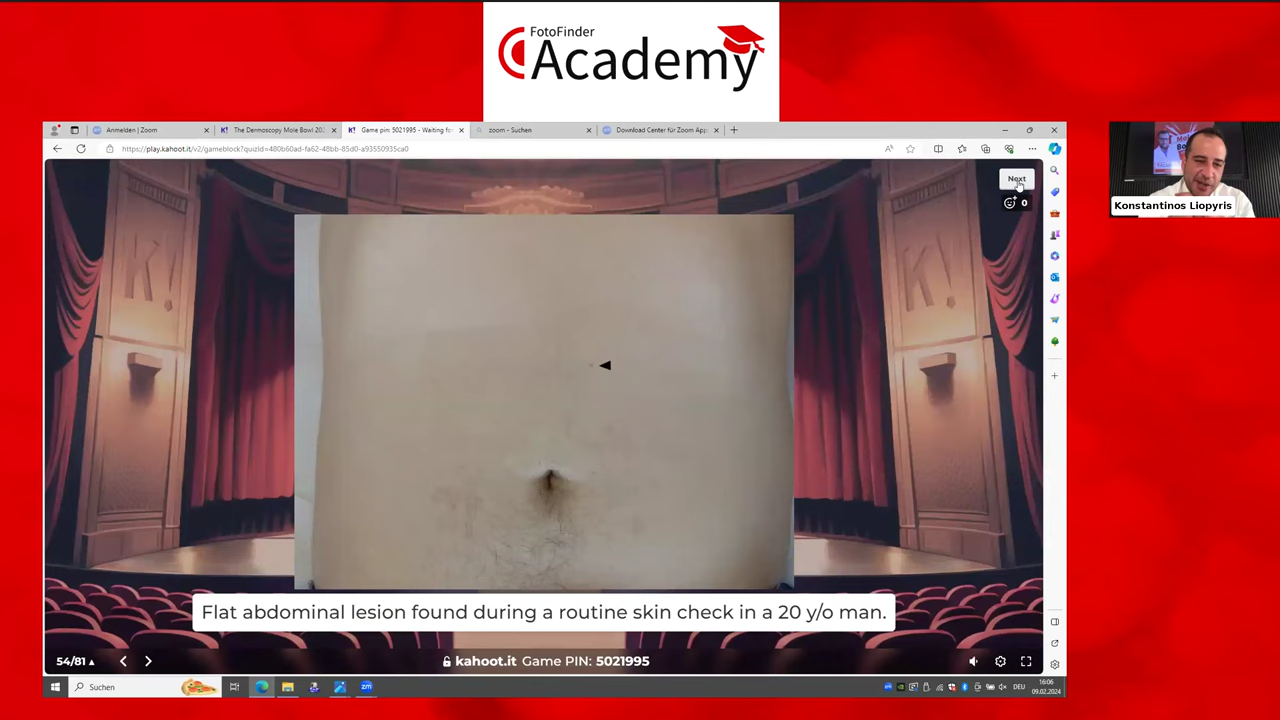 FotoFinder
Academy
Anmelden | Zoom
The Dermoscopy Mole Bowl 202
Game pin: 5021995 - Waiting fo
zoom - Suchen
Download Center für Zoom App
https://play.kahoot.it/v2/gameblock?quizId=480b60ad-fa62-48bb-85d0-a93550935ca0
Next
0
K!
K!
Konstantinos Liopyris
Flat abdominal lesion found during a routine skin check in a 20 y/o man.
54/81
kahoot.it Game PIN: 5021995
Suchen
DEU
16:06
09.02.2024